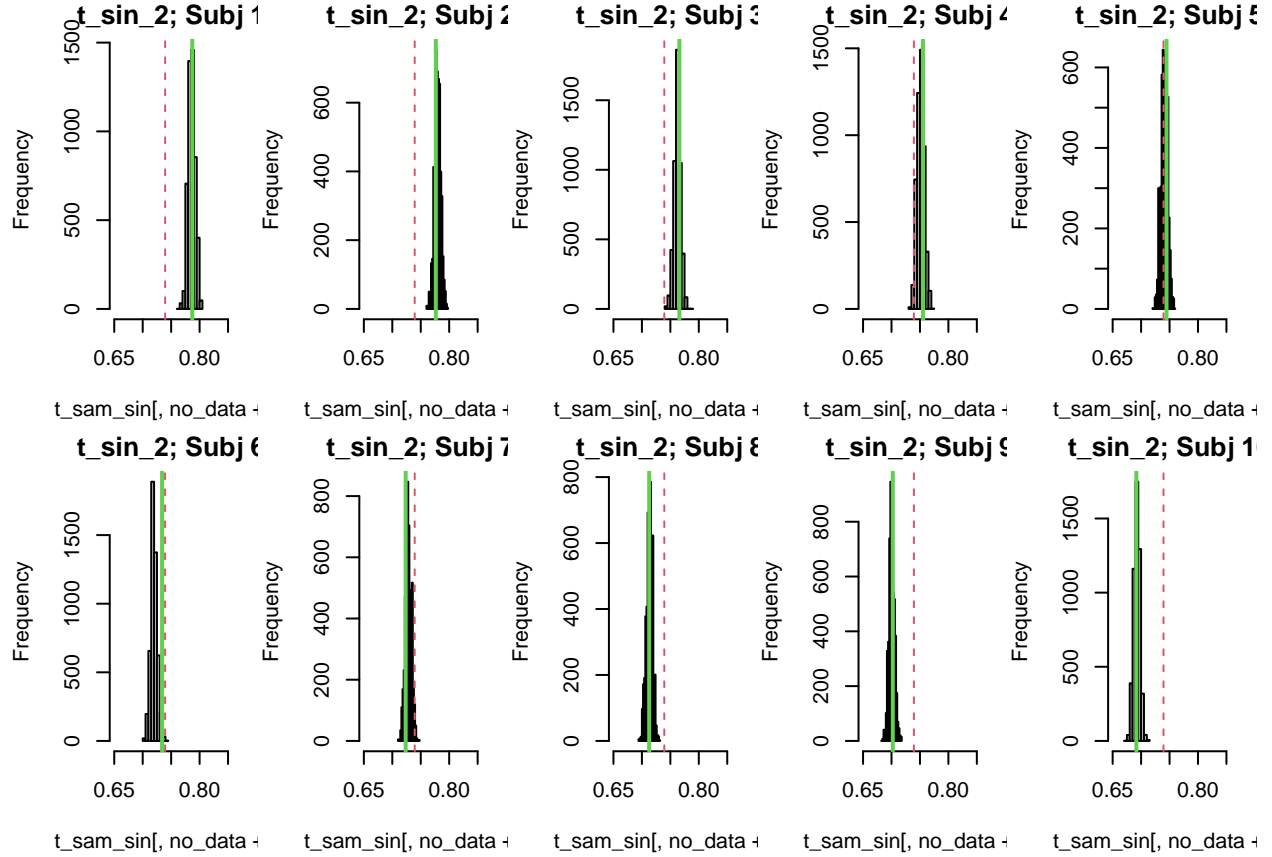 t_sin_2; Subj 1
Frequency
0 500 1000 1500
0.65 0.80
t_sam_sin[, no_data +
t_sin_2; Subj 2
Frequency
0 200 400 600
0.65 0.80
t_sam_sin[, no_data +
t_sin_2; Subj 3
Frequency
0 500 1000 1500
0.65 0.80
t_sam_sin[, no_data +
t_sin_2; Subj 4
Frequency
0 500 1000 1500
0.65 0.80
t_sam_sin[, no_data +
t_sin_2; Subj 5
Frequency
0 200 400 600
0.65 0.80
t_sam_sin[, no_data +
t_sin_2; Subj 6
Frequency
0 500 1000 1500
0.65 0.80
t_sam_sin[, no_data +
t_sin_2; Subj 7
Frequency
0 200 400 600 800
0.65 0.80
t_sam_sin[, no_data +
t_sin_2; Subj 8
Frequency
0 200 400 600 800
0.65 0.80
t_sam_sin[, no_data +
t_sin_2; Subj 9
Frequency
0 200 400 600 800
0.65 0.80
t_sam_sin[, no_data +
t_sin_2; Subj 1
Frequency
0 500 1000 1500
0.65 0.80
t_sam_sin[, no_data +